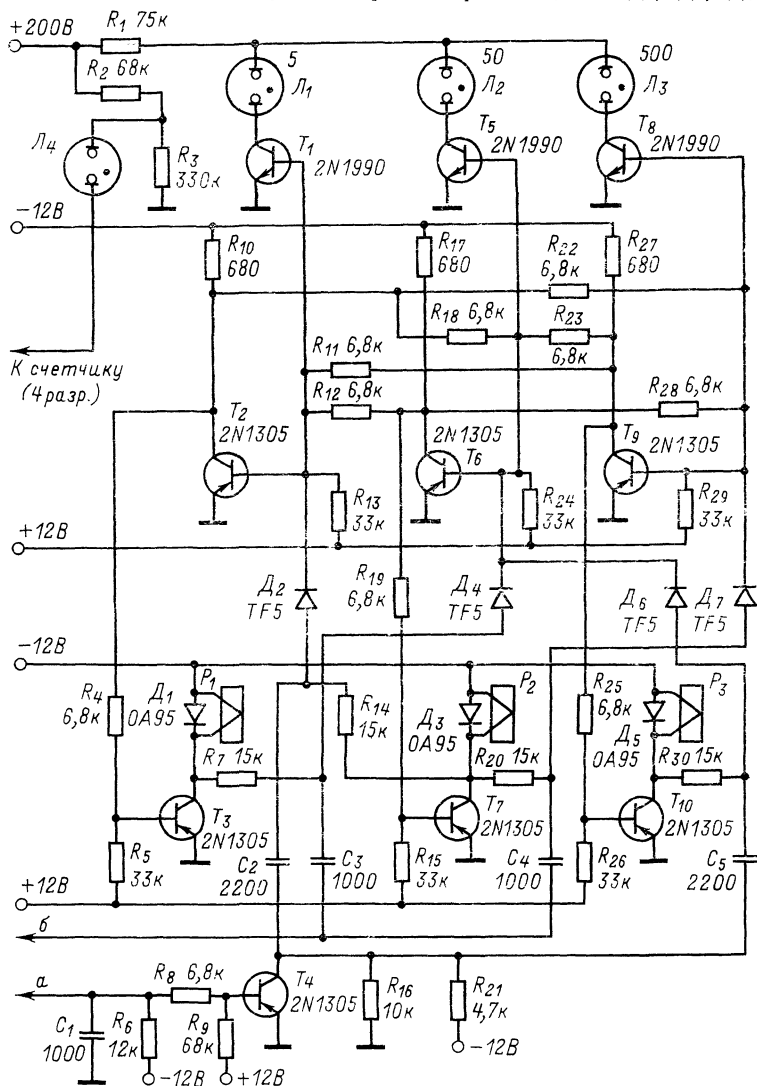 +200В
R1 75к
R2 68к
5
Л1
50
Л2
500
Л3
Л4
R3
330к
T1
2N1990
T5
2N1990
T8
2N1990
-12В
R10
680
R17
680
R22
6,8к
R27
680
R18 6,8к
R23
6,8к
К счетчику
(4 разр.)
R11 6,8к
R12 6,8к
R28 6,8к
T2
2N1305
2N1305
T6
T9
2N1305
R13
33к
R24
33к
R29
33к
+12В
Д2
TF5
R19
6,8к
Д4
TF5
Д6
TF5
Д7
TF5
-12В
R4
6,8к
Д1
0A95
P1
R14
15к
Д3
0A95
P2
R25
6,8к
Д5
0A95
P3
R7 15к
R20 15к
R30 15к
T3
2N1305
T7
2N1305
T10
2N1305
R5
33к
C2
2200
C3
1000
R15
33к
C4
1000
R26
33к
C5
2200
+12В
б
а
R8 6,8к
T4
2N1305
C1
1000
R6
12к
R9
68к
R16
10к
R21
4,7к
-12В
+12В
-12В